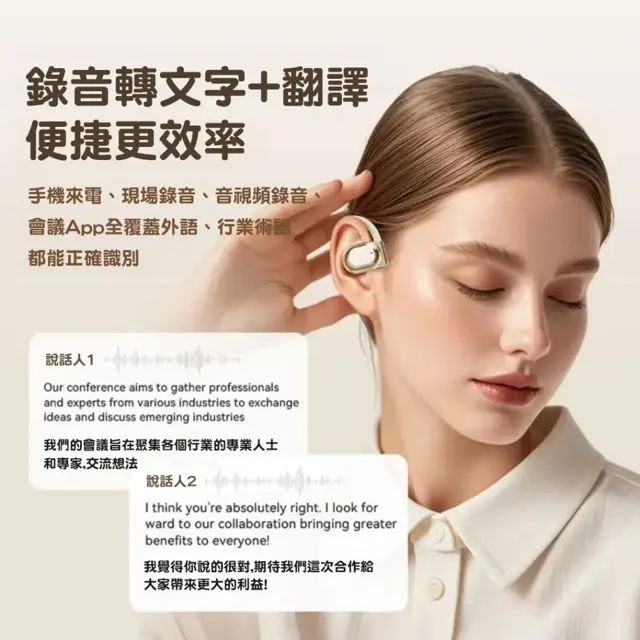 錄音轉文字+翻譯
便捷更效率
手機來電、現場錄音、音視頻錄音、
會議App全覆蓋外語、行業術語
都能正確識別
說話人1
Our conference aims to gather professionals
and experts from various industries to exchange
ideas and discuss emerging industries
我們的會議旨在聚集各個行業的專業人士
和專家,交流想法
說話人2
I think you're absolutely right. I look for
ward to our collaboration bringing greater
benefits to everyone!
我覺得你說的很對,期待我們這次合作給
大家帶來更大的利益!